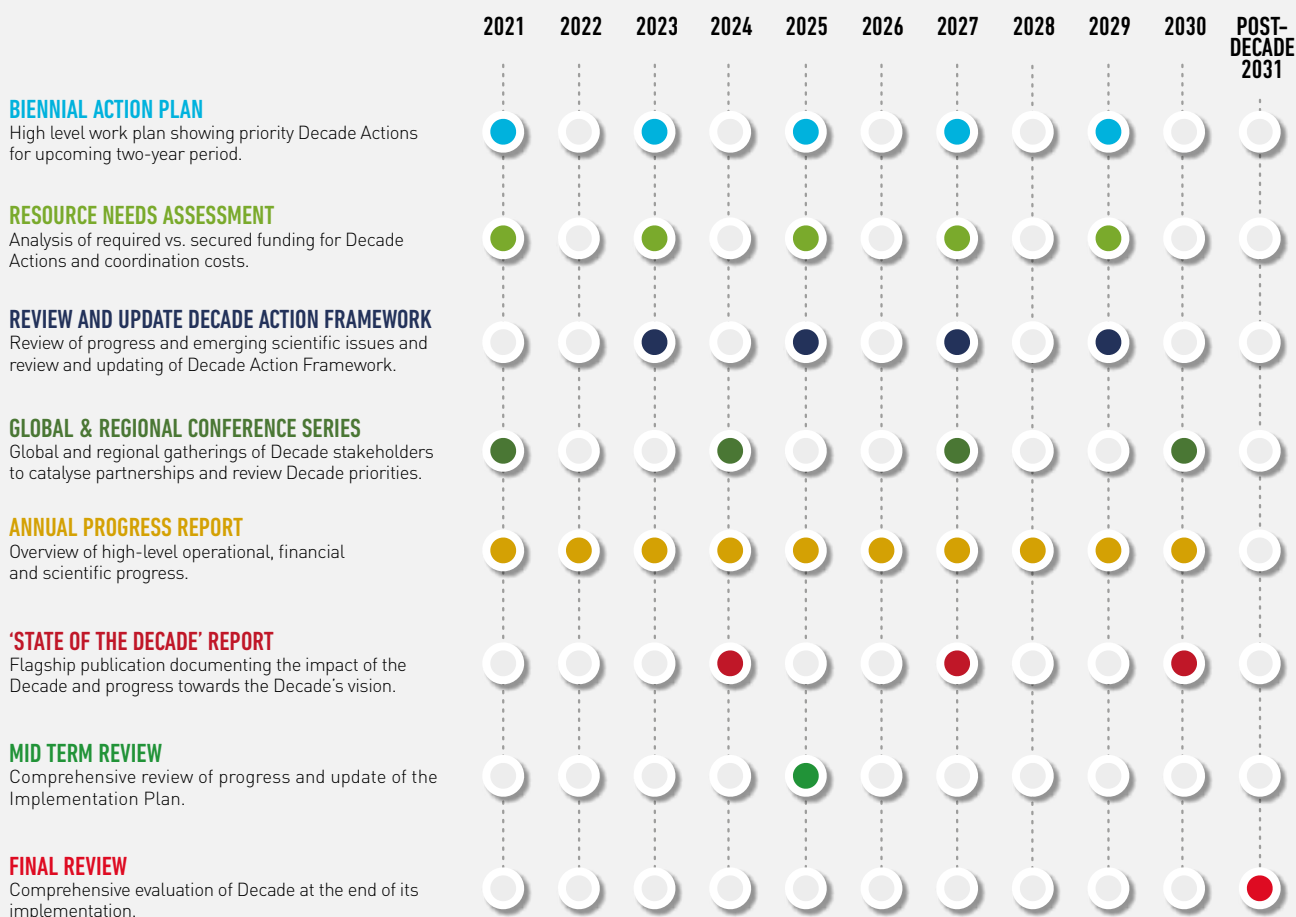 2021 2022 2023 2024 2025 2026 2027 2028 2029 2030 POST-
DECADE
2031
BIENNIAL ACTION PLAN
High level work plan showing priority Decade Actions
for upcoming two-year period.
RESOURCE NEEDS ASSESSMENT
Analysis of required vs. secured funding for Decade
Actions and coordination costs.
REVIEW AND UPDATE DECADE ACTION FRAMEWORK
Review of progress and emerging scientific issues and
review and updating of Decade Action Framework.
GLOBAL & REGIONAL CONFERENCE SERIES
Global and regional gatherings of Decade stakeholders
to catalyse partnerships and review Decade priorities.
ANNUAL PROGRESS REPORT
Overview of high-level operational, financial
and scientific progress.
‘STATE OF THE DECADE’ REPORT
Flagship publication documenting the impact of the
Decade and progress towards the Decade’s vision.
MID TERM REVIEW
Comprehensive review of progress and update of the
Implementation Plan.
FINAL REVIEW
Comprehensive evaluation of Decade at the end of its
implementation.